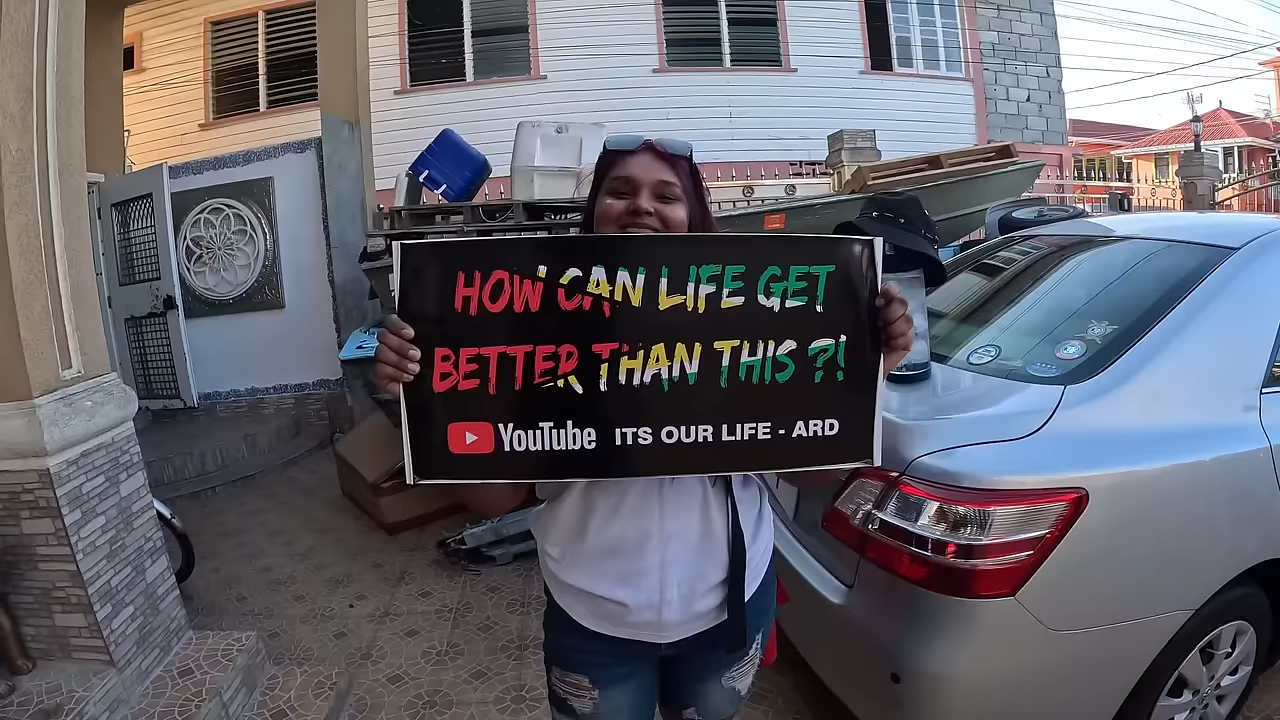 HOW CAN LIFE GET
BETTER THAN THIS ?!
YouTube ITS OUR LIFE - ARD